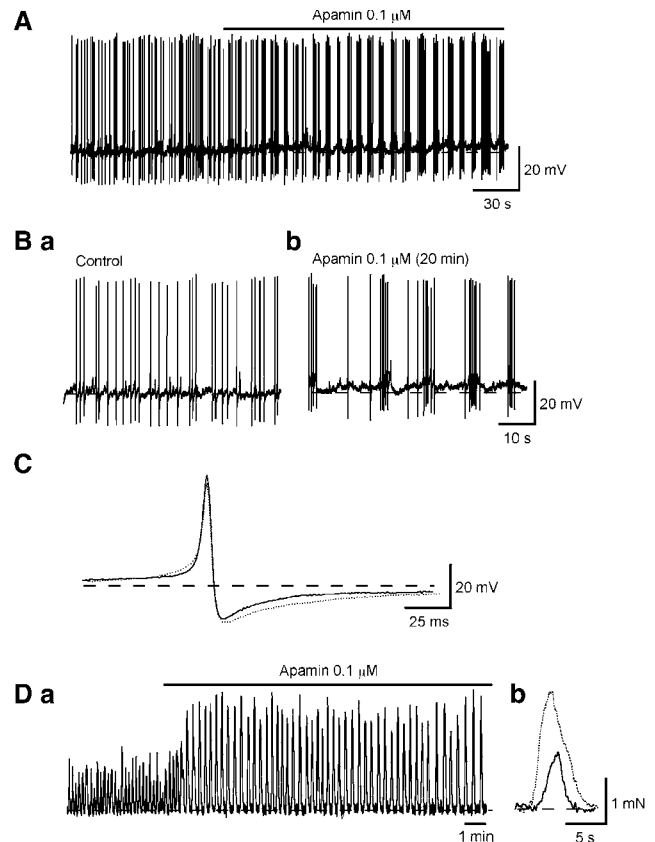 A
Apamin 0.1 μM
20 mV
30 s
B a
Control
b
Apamin 0.1 μM (20 min)
20 mV
10 s
C
20 mV
25 ms
D a
Apamin 0.1 μM
b
1 mN
1 min
5 s